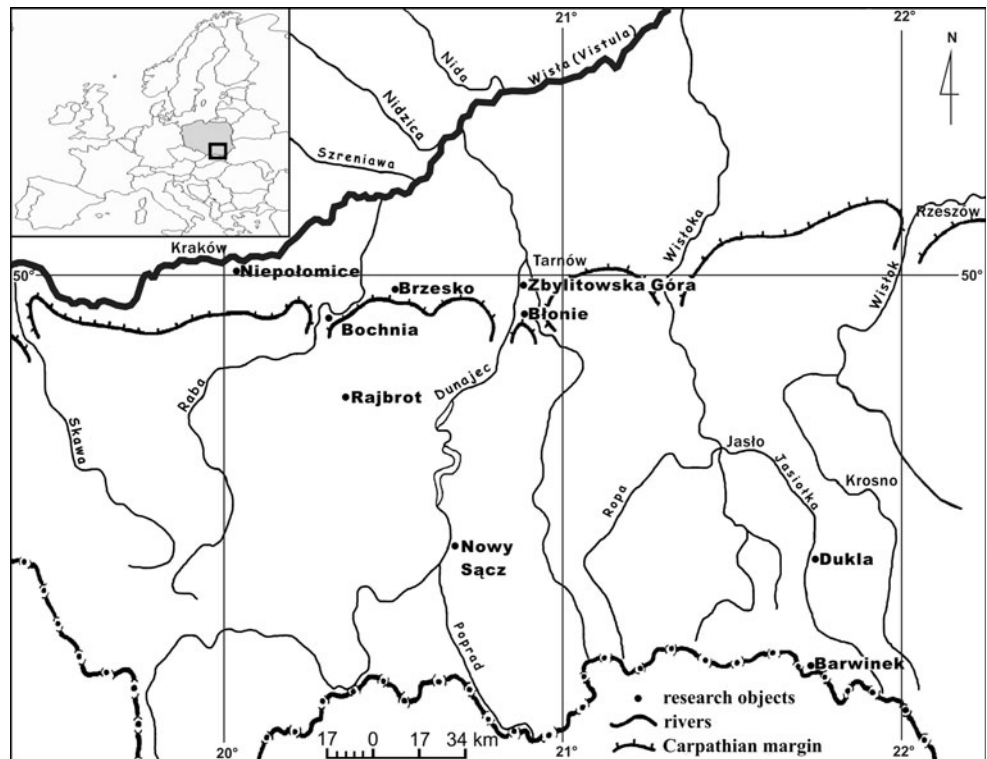 21°
22°
N
Nida
Wisła (Vistula)
Nidzica
Szreniawa
Kraków
Niepołomice
50°
Brzesko
Bochnia
Tarnów
Zbylitowska Góra
Błonie
Wisłoka
Rzeszów
Wisłok
50°
Raba
Rajbrot
Dunajec
Skawa
Jasło
Jasiołka
Krosno
Ropa
Nowy
Sącz
Dukla
Poprad
Barwinek
research objects
rivers
Carpathian margin
20°
17 0 17 34 km
21°
22°